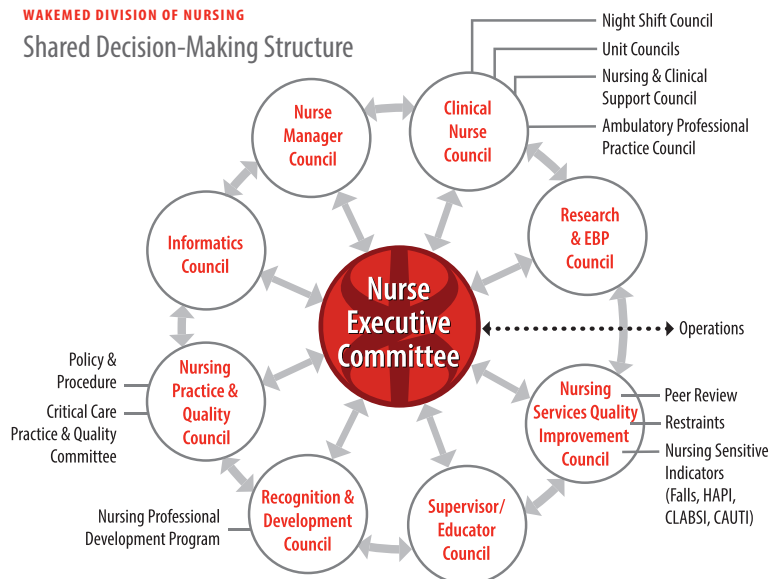 WAKEMED DIVISION OF NURSING
Shared Decision-Making Structure
Night Shift Council
Unit Councils
Nursing & Clinical
Support Council
Ambulatory Professional
Practice Council
Nurse
Manager
Council
Clinical
Nurse
Council
Research
& EBP
Council
Informatics
Council
Nurse
Executive
Committee
Operations
Policy &
Procedure
Critical Care
Practice & Quality
Committee
Nursing
Practice &
Quality
Council
Nursing
Services Quality
Improvement
Council
Peer Review
Restraints
Nursing Sensitive
Indicators
(Falls, HAPI,
CLABSI, CAUTI)
Nursing Professional
Development Program
Recognition &
Development
Council
Supervisor/
Educator
Council